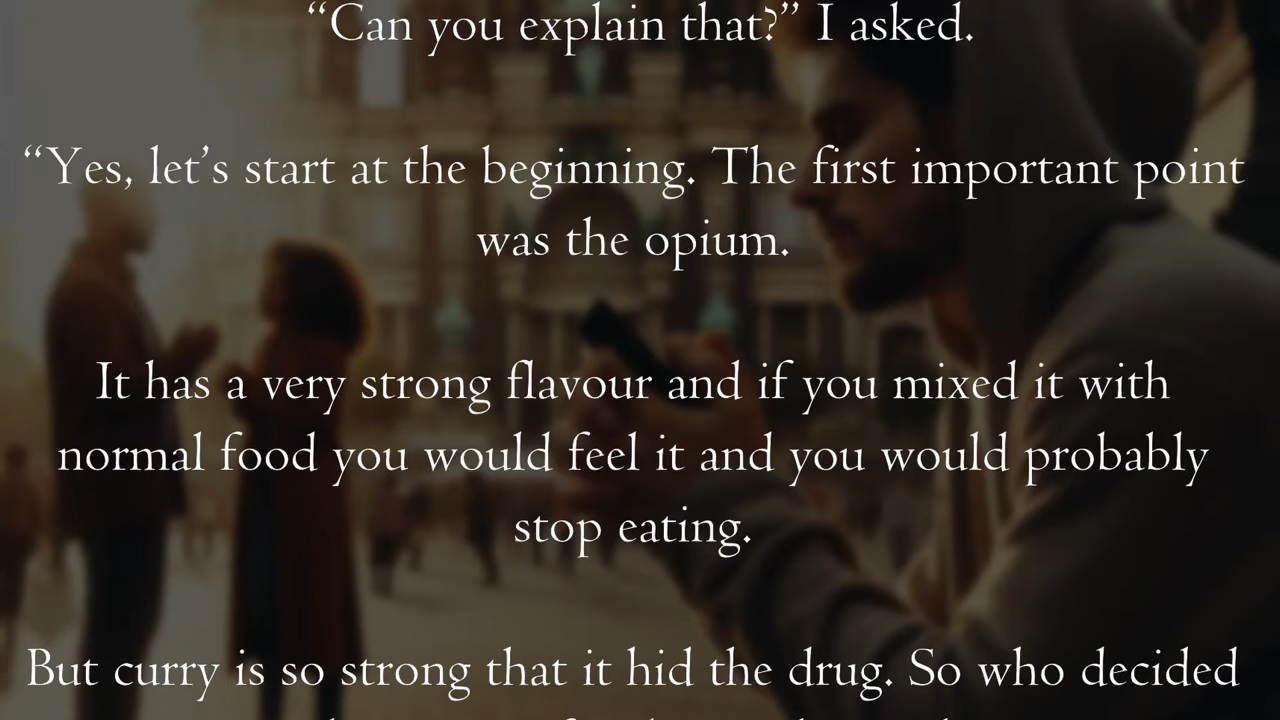 “Can you explain that?” I asked.
“Yes, let’s start at the beginning. The first important point
was the opium.
It has a very strong flavour and if you mixed it with
normal food you would feel it and you would probably
stop eating.
But curry is so strong that it hid the drug. So who decided